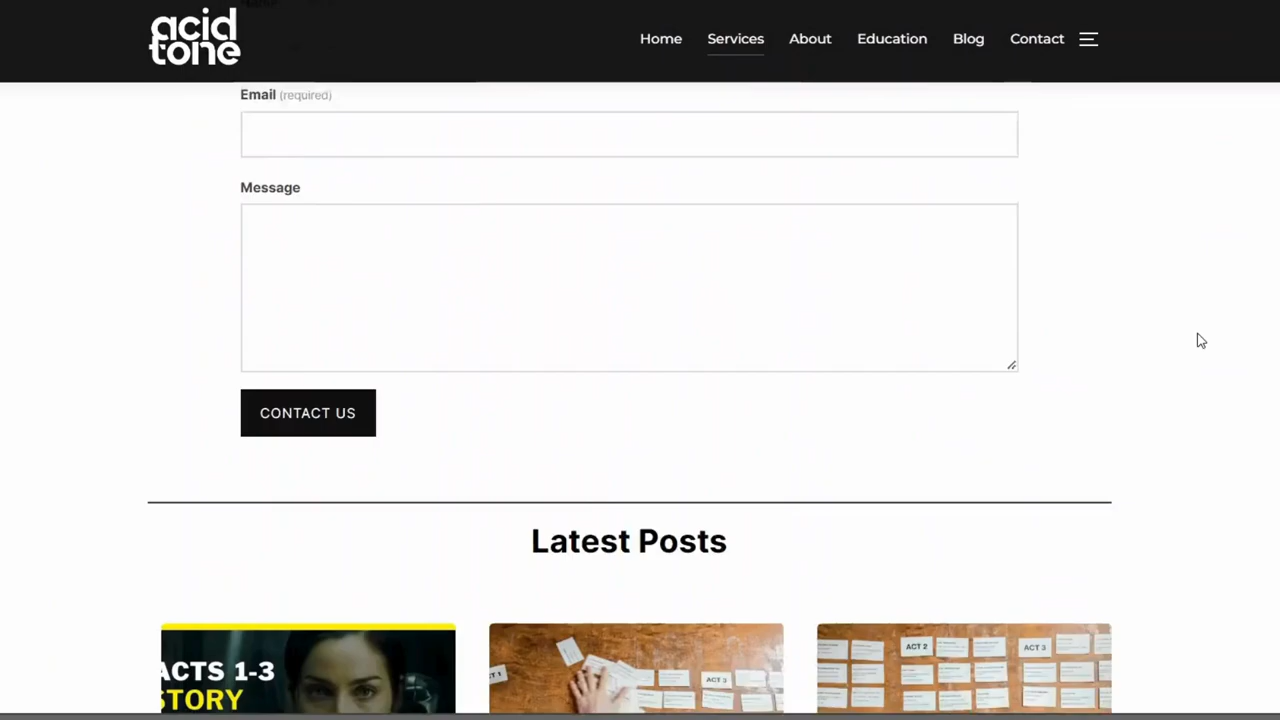 acid
tone
Home Services About Education Blog Contact
Email (required)
Message
CONTACT US
Latest Posts
ACTS 1-3
STORY
ACT 3
ACT 2
ACT 3